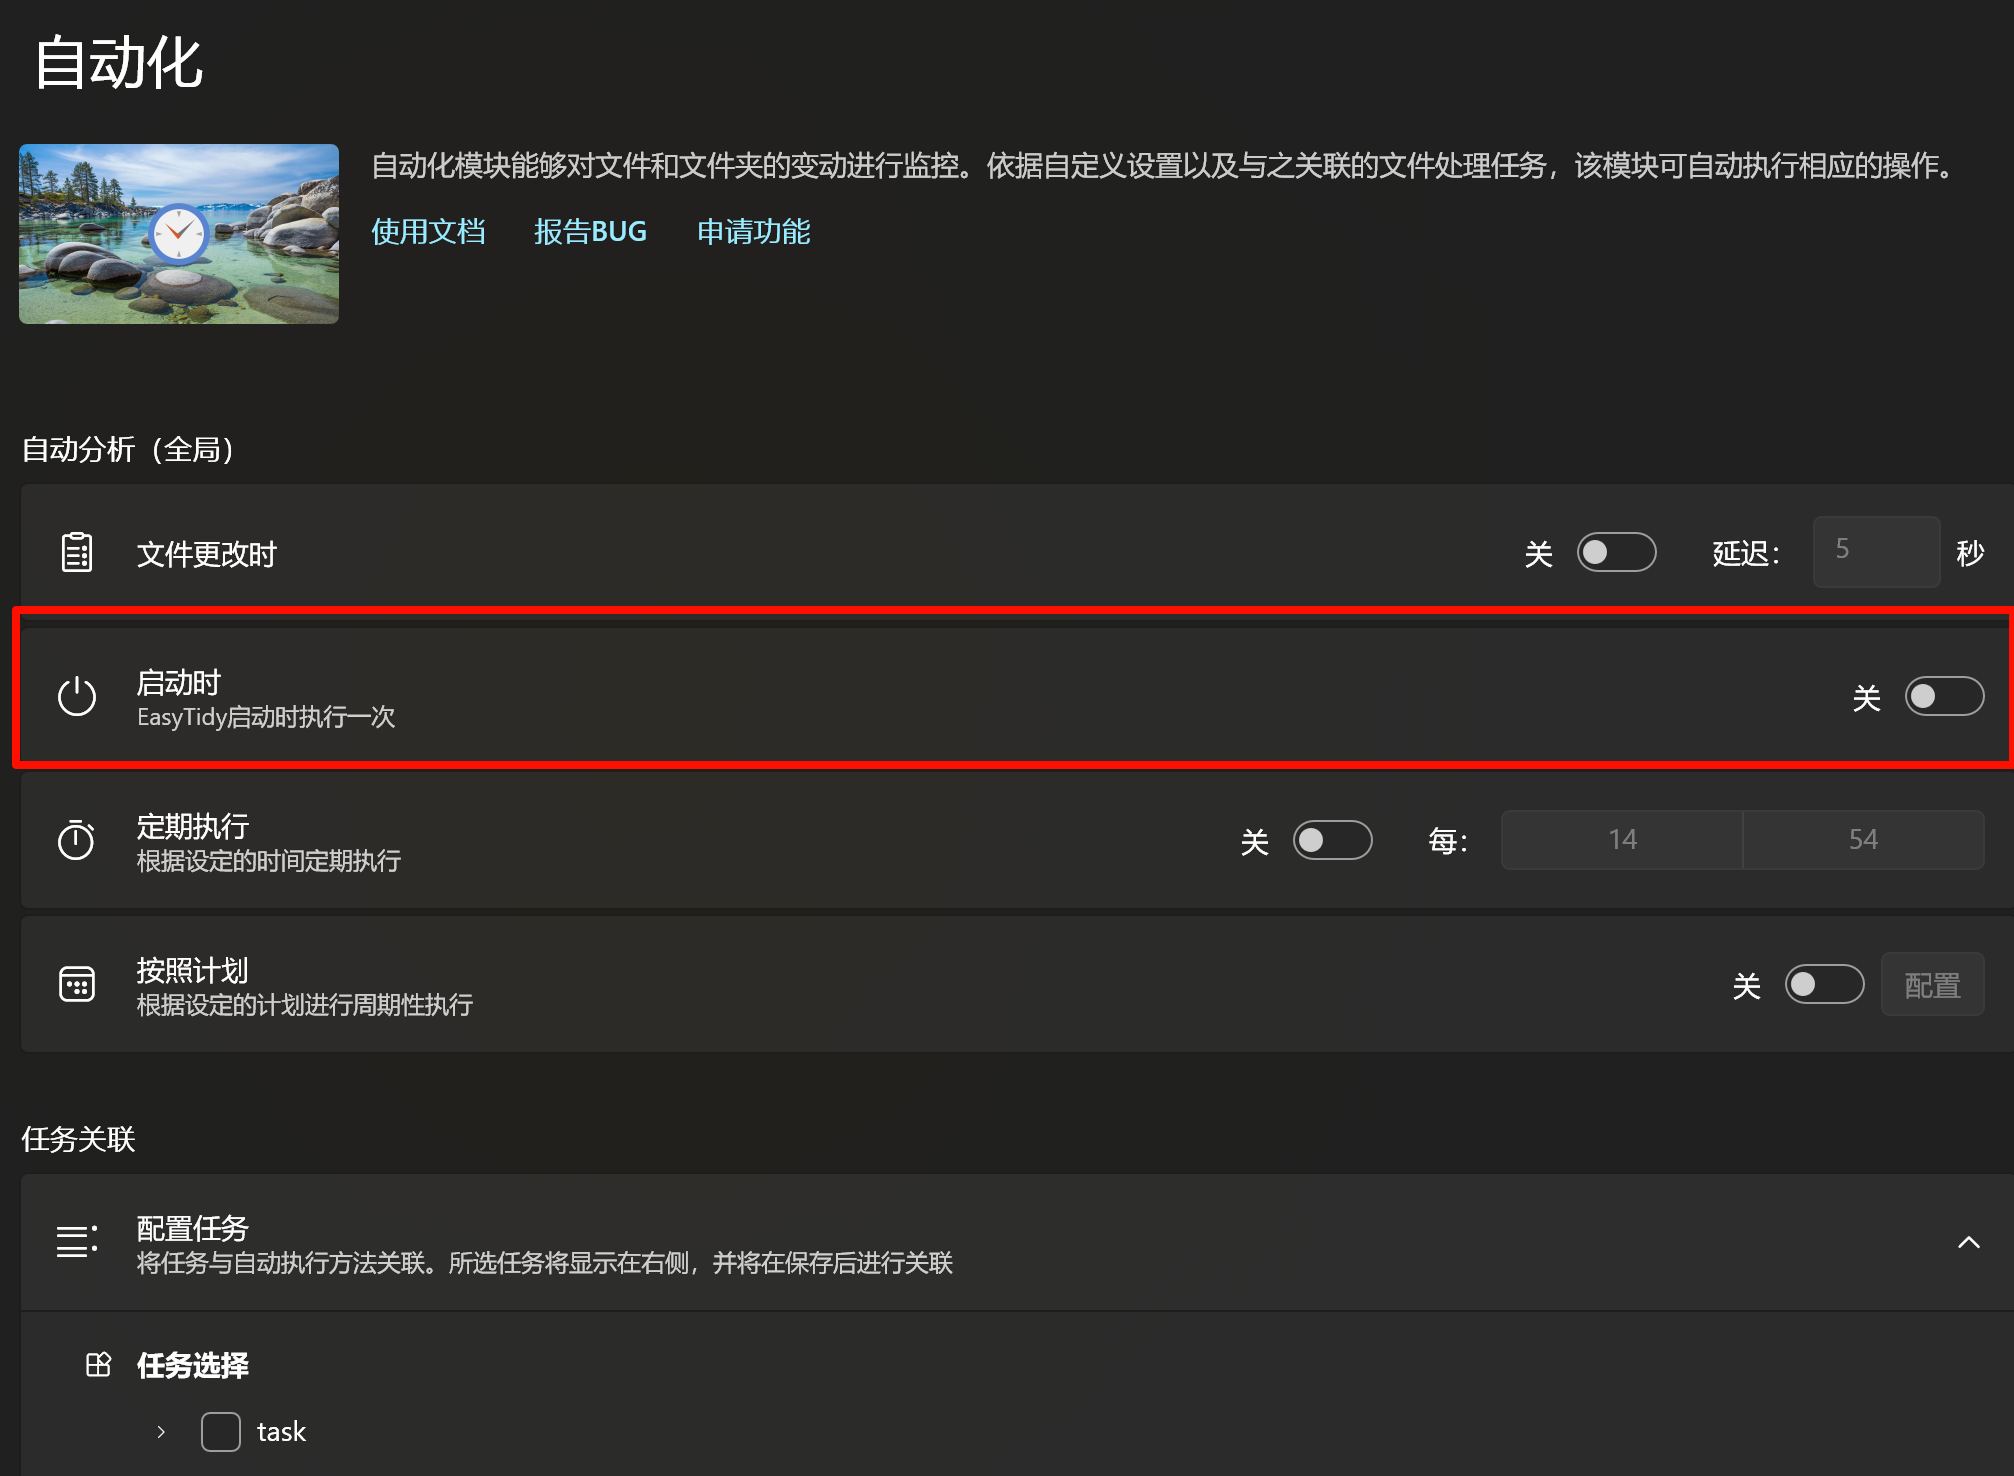 自动化
自动化模块能够对文件和文件夹的变动进行监控。依据自定义设置以及与之关联的文件处理任务，该模块可自动执行相应的操作。
使用文档 报告BUG 申请功能
自动分析（全局）
文件更改时 关 延迟： 5 秒
启动时 关
EasyTidy启动时执行一次
定期执行 关 每： 14 54
根据设定的时间定期执行
按照计划 关 配置
根据设定的计划进行周期性执行
任务关联
配置任务
将任务与自动执行方法关联。所选任务将显示在右侧，并将在保存后进行关联
任务选择
task